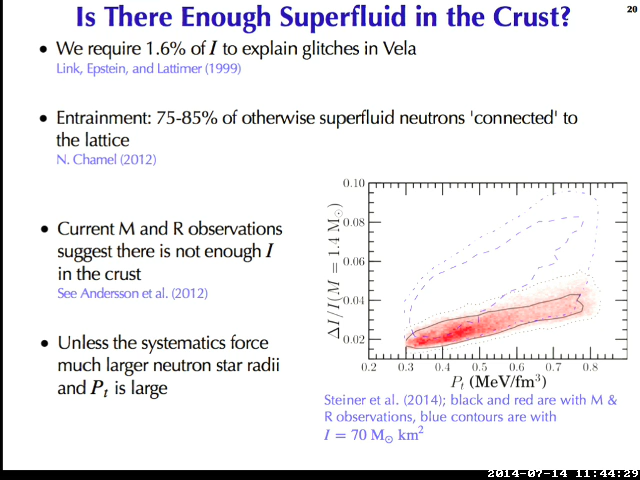 Is There Enough Superfluid in the Crust?
20
• We require 1.6% of I to explain glitches in Vela
Link, Epstein, and Lattimer (1999)
• Entrainment: 75-85% of otherwise superfluid neutrons 'connected' to
the lattice
N. Chamel (2012)
• Current M and R observations
suggest there is not enough I
in the crust
See Andersson et al. (2012)
• Unless the systematics force
much larger neutron star radii
and Pt is large
ΔI/I(M = 1.4 M⊙)
0.10
0.08
0.06
0.04
0.02
0.2 0.3 0.4 0.5 0.6 0.7 0.8
Pt (MeV/fm³)
Steiner et al. (2014); black and red are with M &
R observations, blue contours are with
I = 70 M⊙ km²
2014-07-14 11:44:29